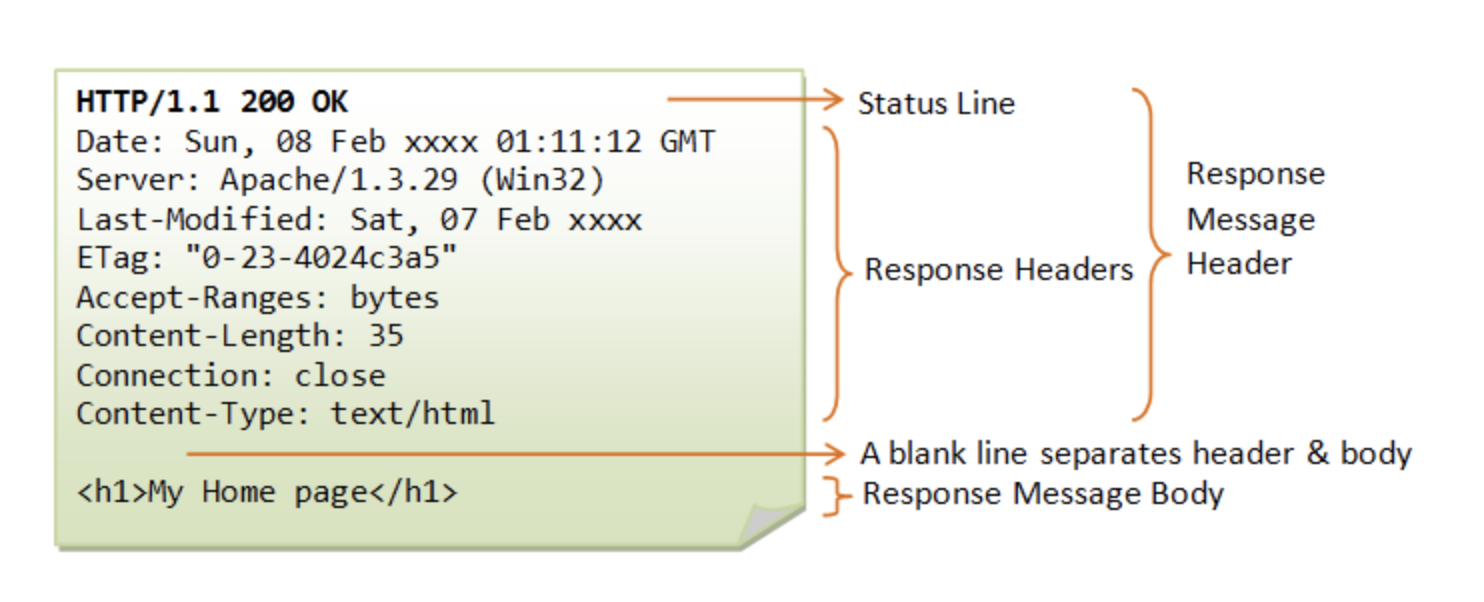 HTTP/1.1 200 OK
Date: Sun, 08 Feb xxxx 01:11:12 GMT
Server: Apache/1.3.29 (Win32)
Last-Modified: Sat, 07 Feb xxxx
ETag: "0-23-4024c3a5"
Accept-Ranges: bytes
Content-Length: 35
Connection: close
Content-Type: text/html
<h1>My Home page</h1>
Status Line
Response Headers
Response
Message
Header
A blank line separates header & body
Response Message Body